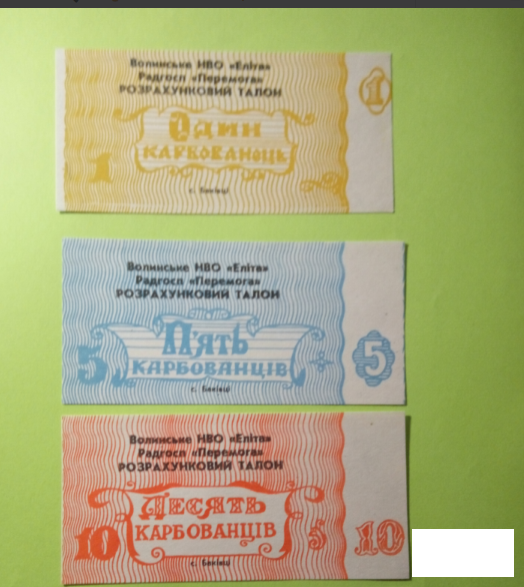 Волинське НВО «Еліта»
Радгосп «Перемога»
РОЗРАХУНКОВИЙ ТАЛОН
1
Один
КАРБОВАНЕЦЬ
1
с.
Волинське НВО «Еліта»
Радгосп «Перемога»
РОЗРАХУНКОВИЙ ТАЛОН
5
П'ять
КАРБОВАНЦІВ
5
с.
Волинське НВО «Еліта»
Радгосп «Перемога»
РОЗРАХУНКОВИЙ ТАЛОН
10
Десять
КАРБОВАНЦІВ
5
10
с.